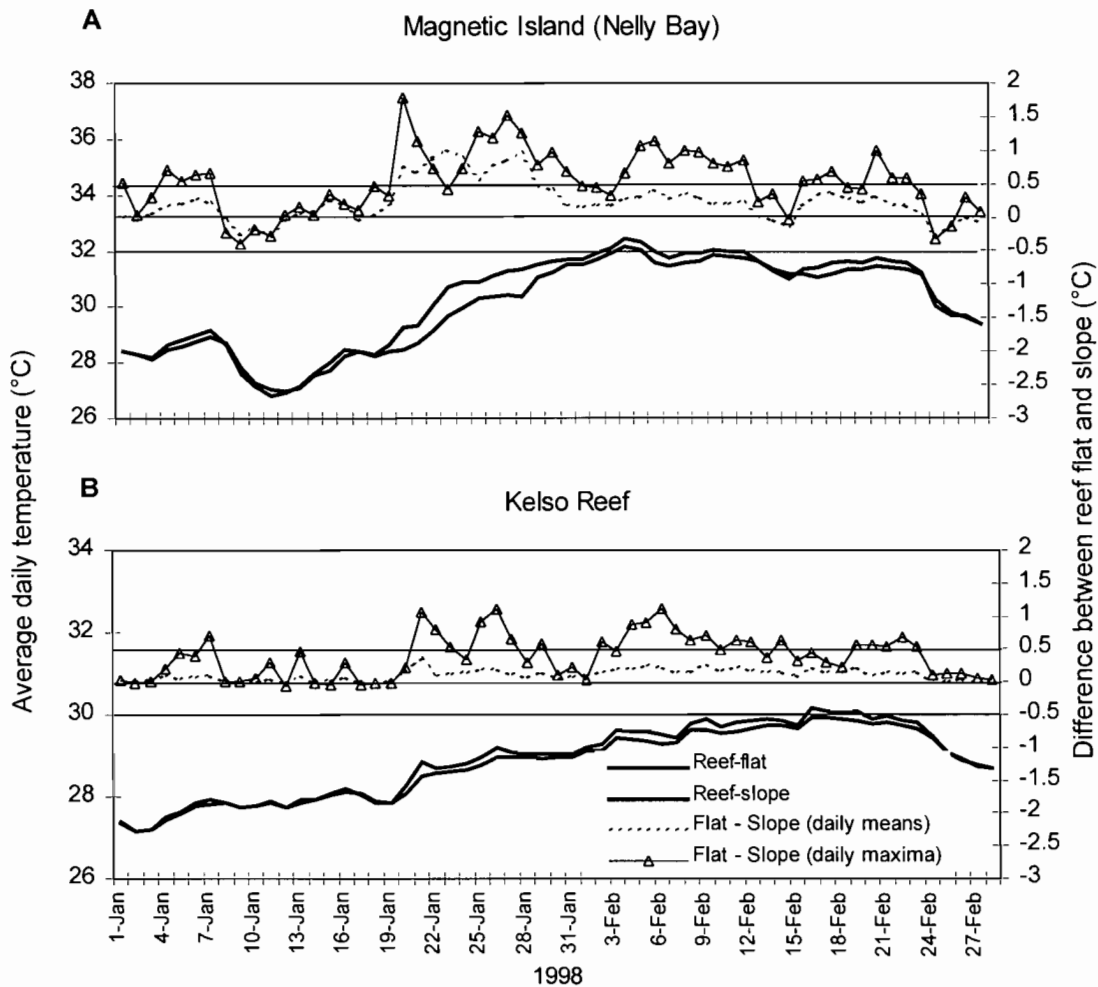 A
Magnetic Island (Nelly Bay)
38
36
34
32
30
28
26
2
1.5
1
0.5
0
-0.5
-1
-1.5
-2
-2.5
-3
Average daily temperature (°C)
Difference between reef flat and slope (°C)
B
Kelso Reef
34
32
30
28
26
2
1.5
1
0.5
0
-0.5
-1
-1.5
-2
-2.5
-3
Reef-flat
Reef-slope
Flat - Slope (daily means)
Flat - Slope (daily maxima)
1-Jan
4-Jan
7-Jan
10-Jan
13-Jan
16-Jan
19-Jan
22-Jan
25-Jan
28-Jan
31-Jan
3-Feb
6-Feb
9-Feb
12-Feb
15-Feb
18-Feb
21-Feb
24-Feb
27-Feb
1998